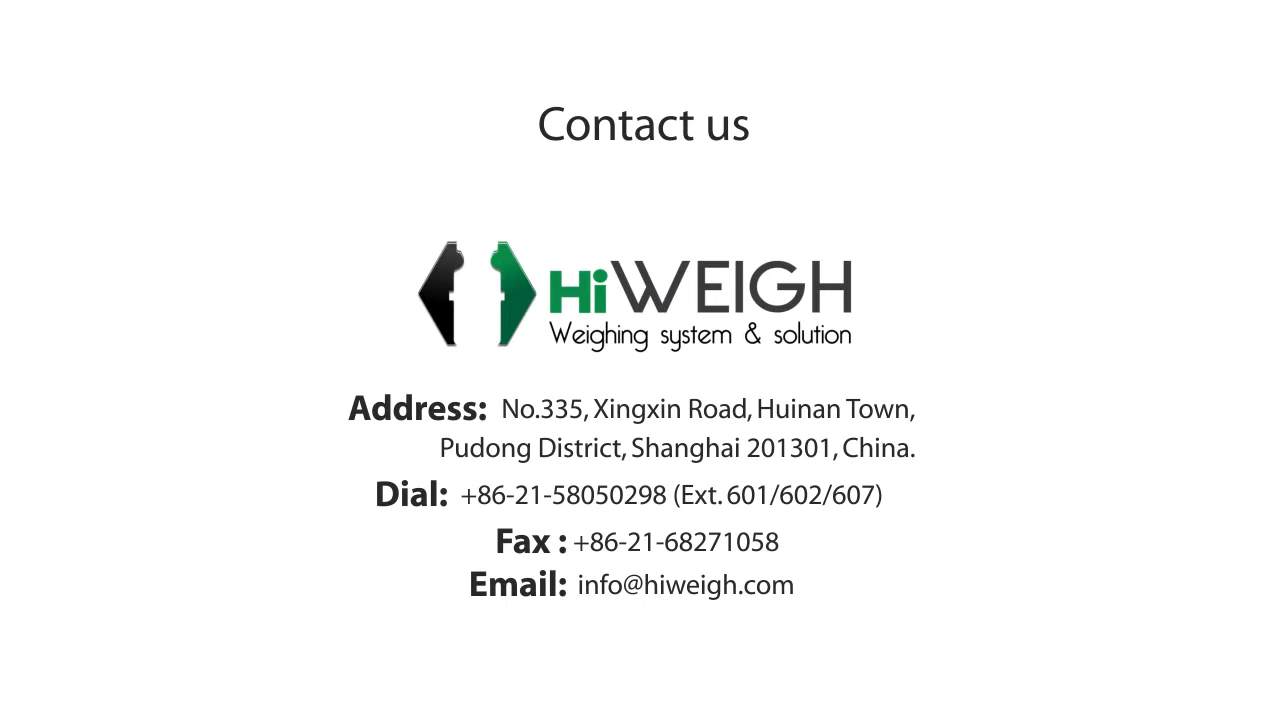 Contact us
HiWEIGH
Weighing system & solution
Address: No.335, Xingxin Road, Huinan Town,
Pudong District, Shanghai 201301, China.
Dial: +86-21-58050298 (Ext. 601/602/607)
Fax : +86-21-68271058
Email: info@hiweigh.com